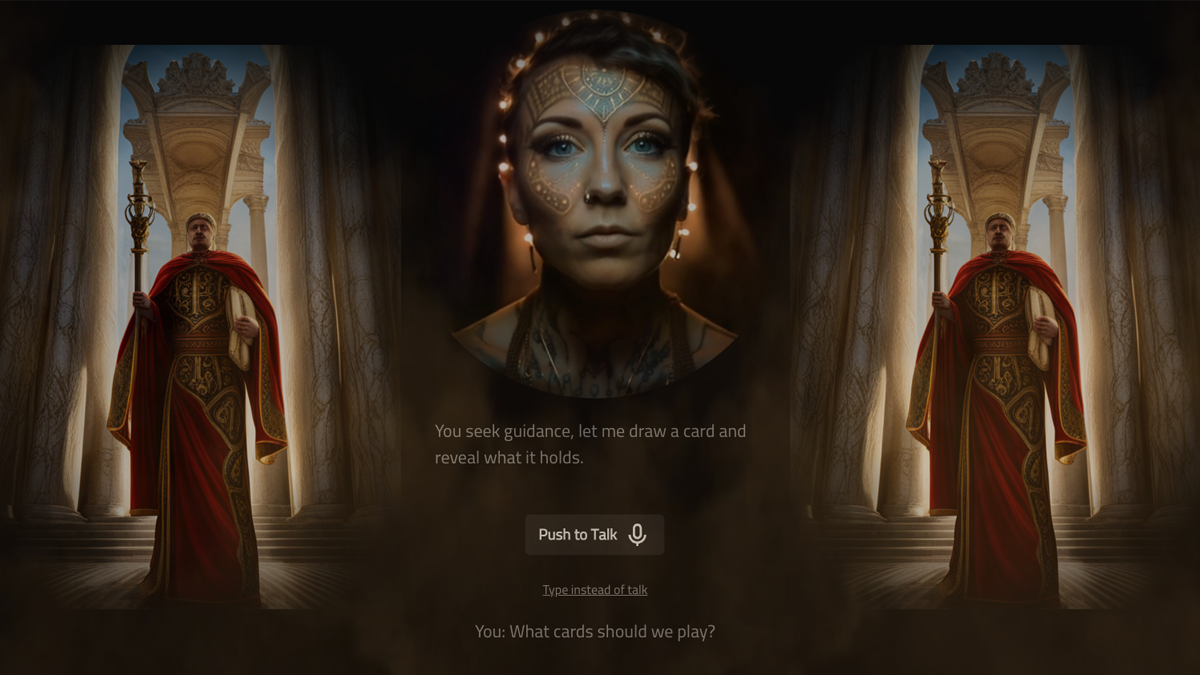 You seek guidance, let me draw a card and
reveal what it holds.
Push to Talk
Type instead of talk
You: What cards should we play?